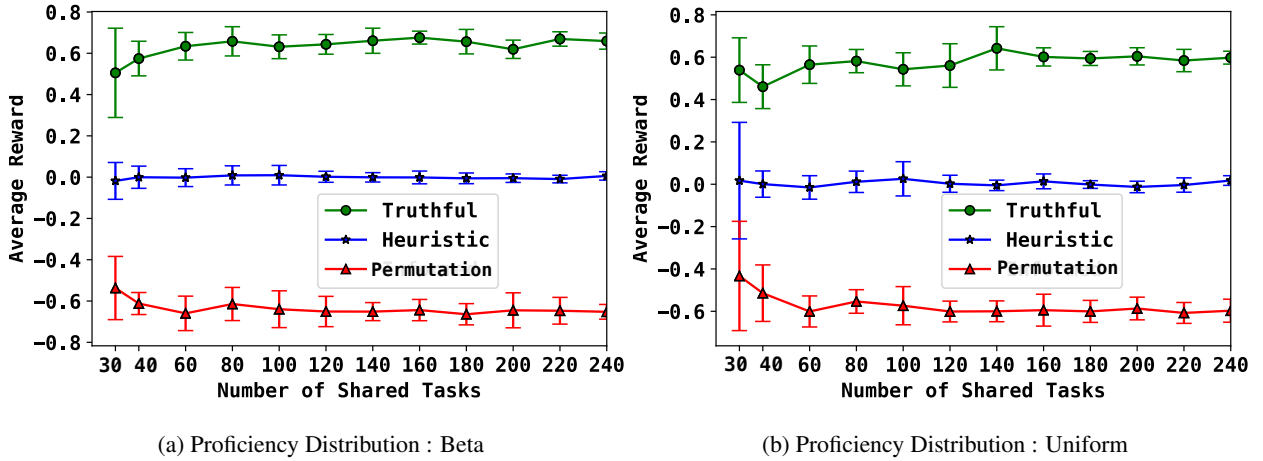 0.8
0.6
0.4
0.2
0.0
−0.2
−0.4
−0.6
−0.8
Average Reward
Truthful
Heuristic
Permutation
30 40 60 80 100 120 140 160 180 200 220 240
Number of Shared Tasks
(a) Proficiency Distribution : Beta
0.8
0.6
0.4
0.2
0.0
−0.2
−0.4
−0.6
Average Reward
Truthful
Heuristic
Permutation
30 40 60 80 100 120 140 160 180 200 220 240
Number of Shared Tasks
(b) Proficiency Distribution : Uniform